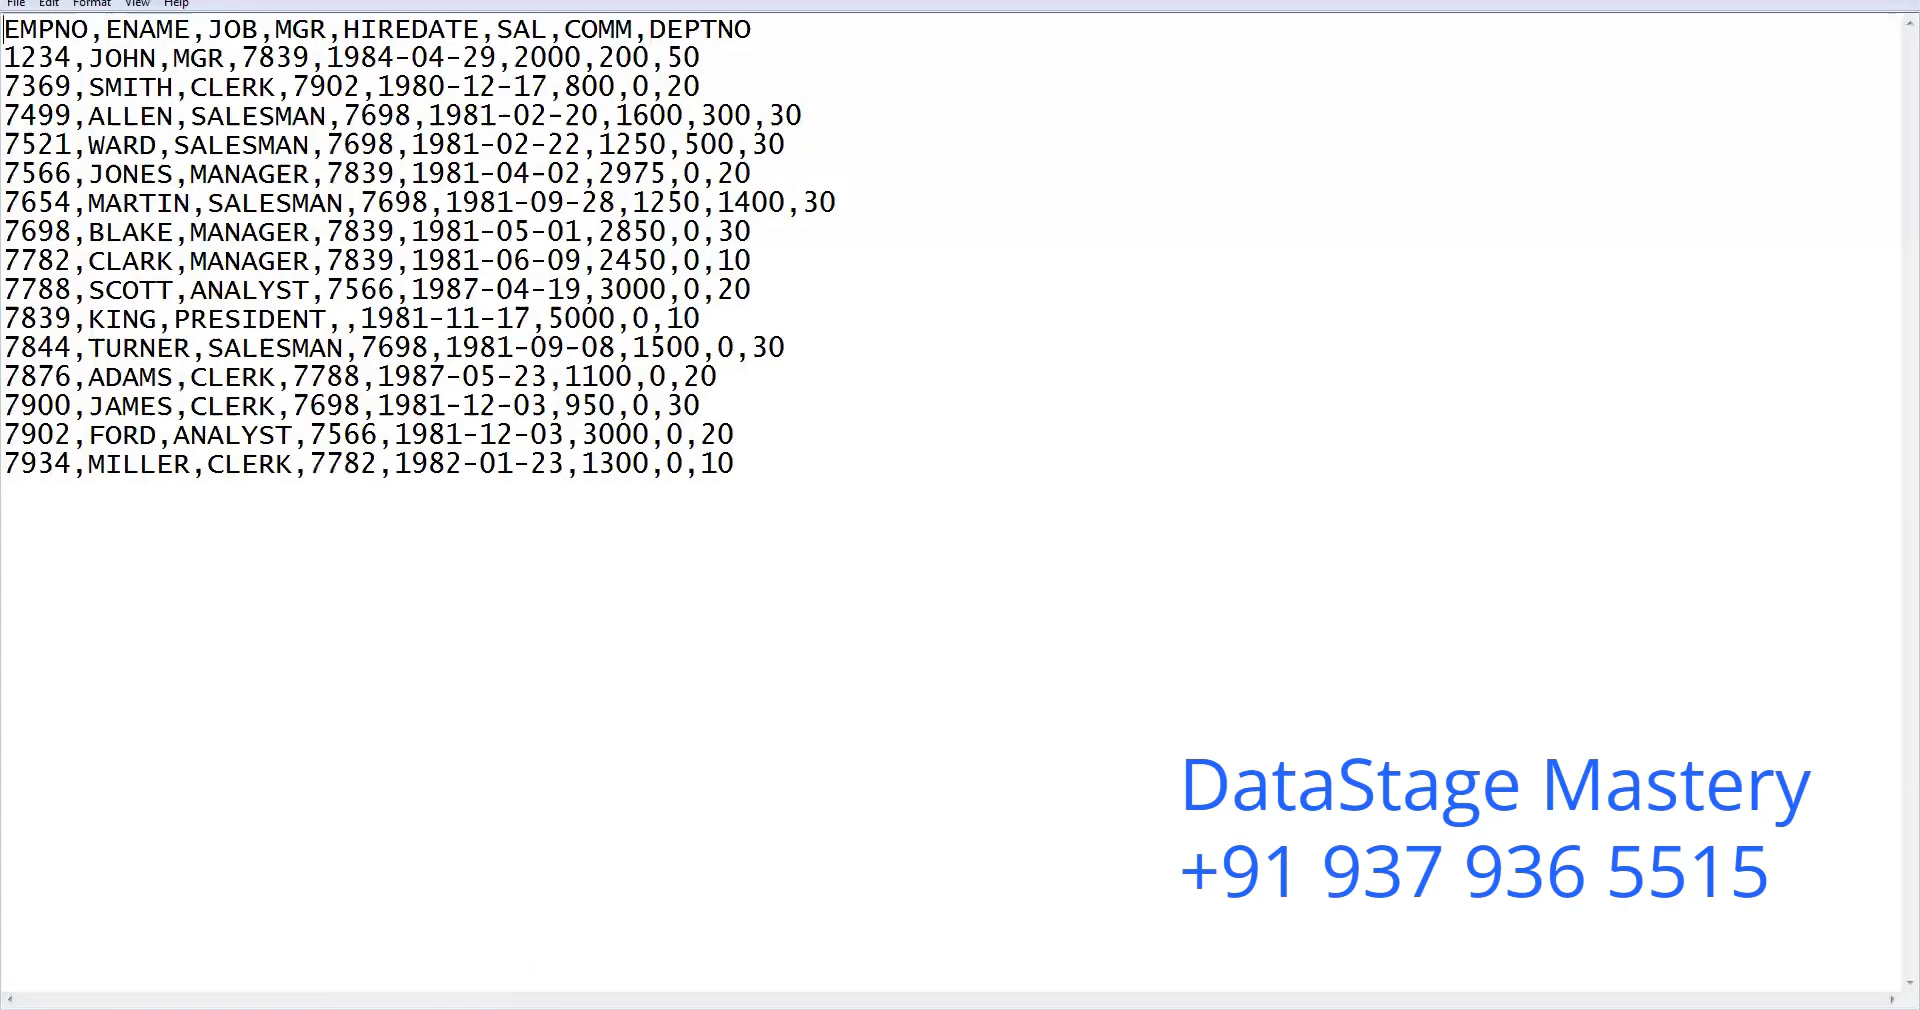 File Edit Format View Help
EMPNO,ENAME,JOB,MGR,HIREDATE,SAL,COMM,DEPTNO
1234,JOHN,MGR,7839,1984-04-29,2000,200,50
7369,SMITH,CLERK,7902,1980-12-17,800,0,20
7499,ALLEN,SALESMAN,7698,1981-02-20,1600,300,30
7521,WARD,SALESMAN,7698,1981-02-22,1250,500,30
7566,JONES,MANAGER,7839,1981-04-02,2975,0,20
7654,MARTIN,SALESMAN,7698,1981-09-28,1250,1400,30
7698,BLAKE,MANAGER,7839,1981-05-01,2850,0,30
7782,CLARK,MANAGER,7839,1981-06-09,2450,0,10
7788,SCOTT,ANALYST,7566,1987-04-19,3000,0,20
7839,KING,PRESIDENT,,1981-11-17,5000,0,10
7844,TURNER,SALESMAN,7698,1981-09-08,1500,0,30
7876,ADAMS,CLERK,7788,1987-05-23,1100,0,20
7900,JAMES,CLERK,7698,1981-12-03,950,0,30
7902,FORD,ANALYST,7566,1981-12-03,3000,0,20
7934,MILLER,CLERK,7782,1982-01-23,1300,0,10
DataStage Mastery
+91 937 936 5515